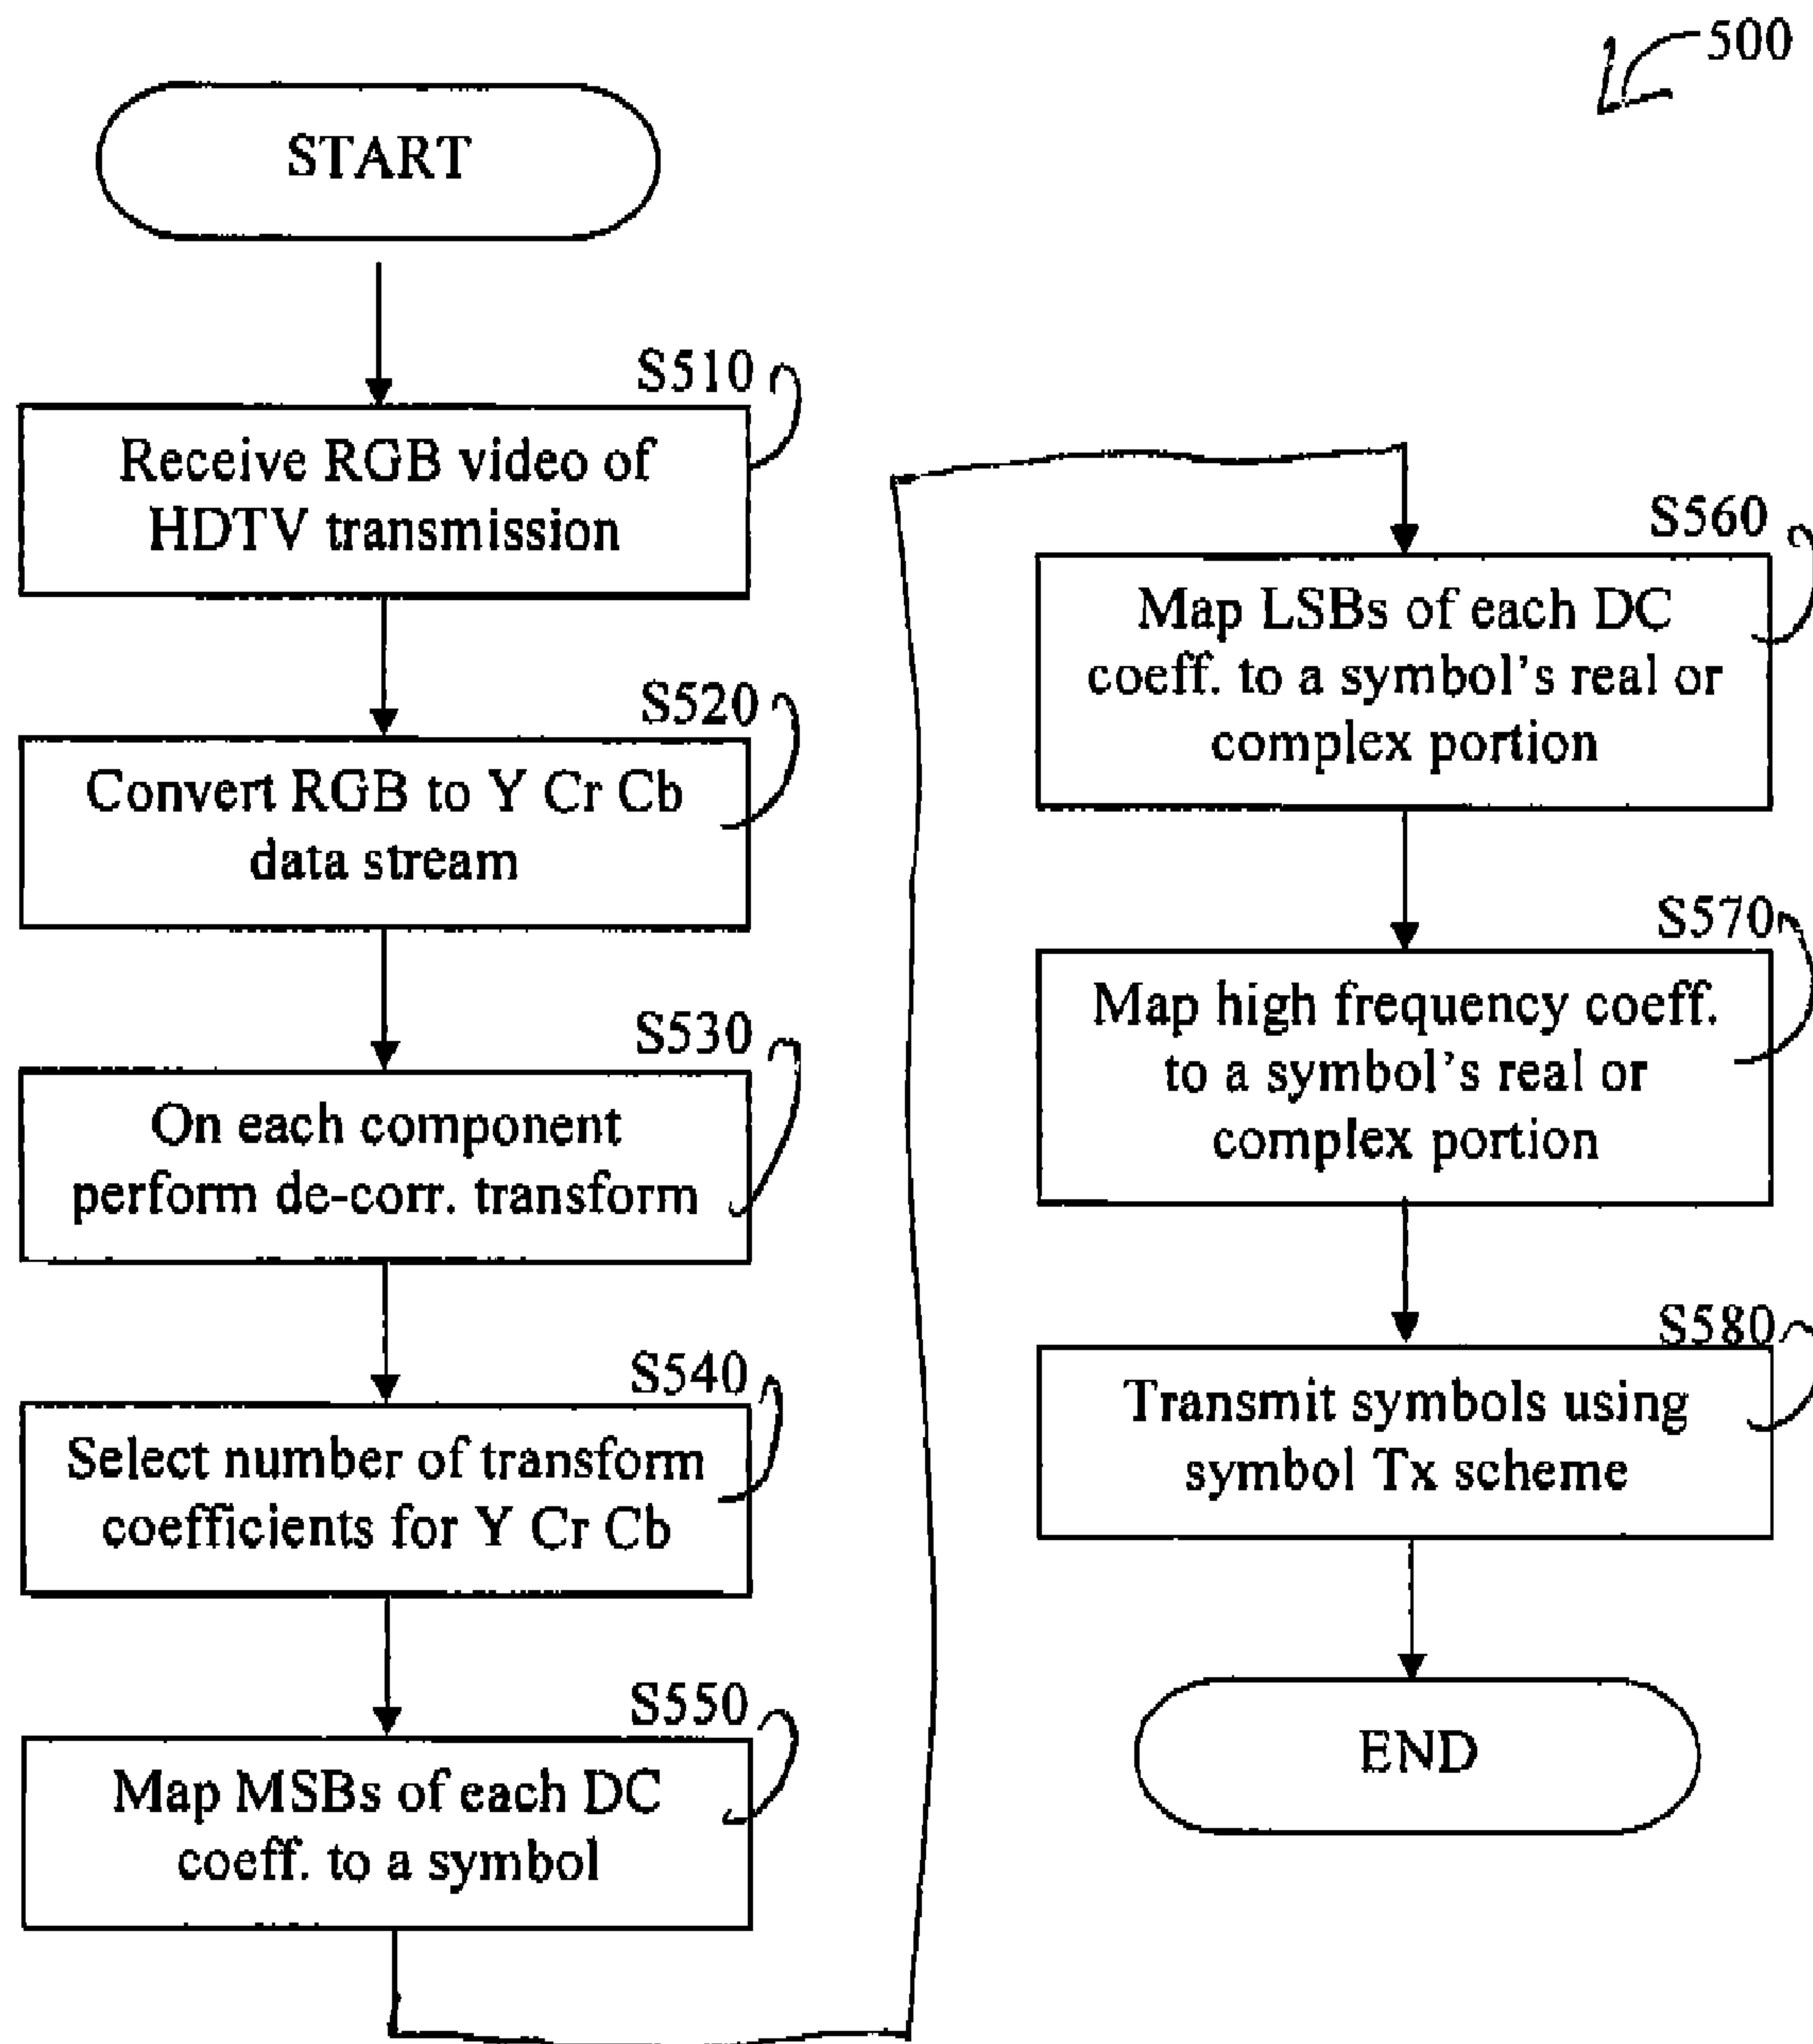 500
START
S510
Receive RGB video of
HDTV transmission
S520
Convert RGB to Y Cr Cb
data stream
S530
On each component
perform de-corr. transform
S540
Select number of transform
coefficients for Y Cr Cb
S550
Map MSBs of each DC
coeff. to a symbol
S560
Map LSBs of each DC
coeff. to a symbol's real or
complex portion
S570
Map high frequency coeff.
to a symbol's real or
complex portion
S580
Transmit symbols using
symbol Tx scheme
END